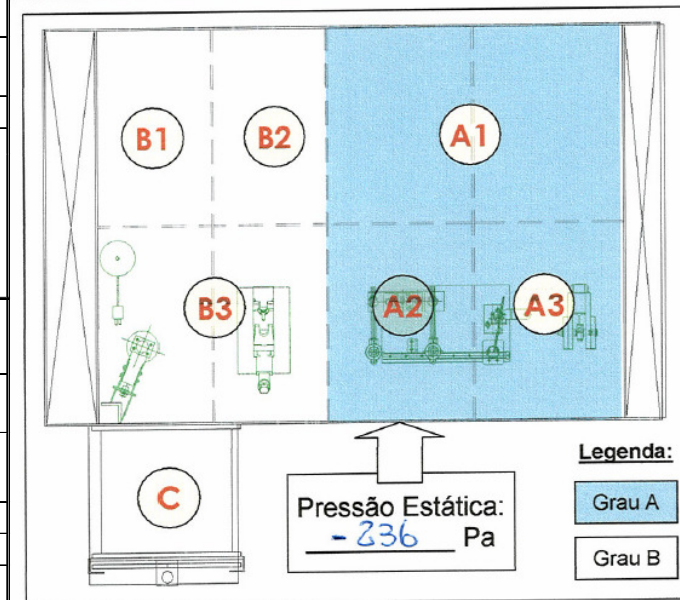 B1
B2
A1
B3
A2
A3
C
Pressão Estática:
-236 Pa
Legenda:
Grau A
Grau B